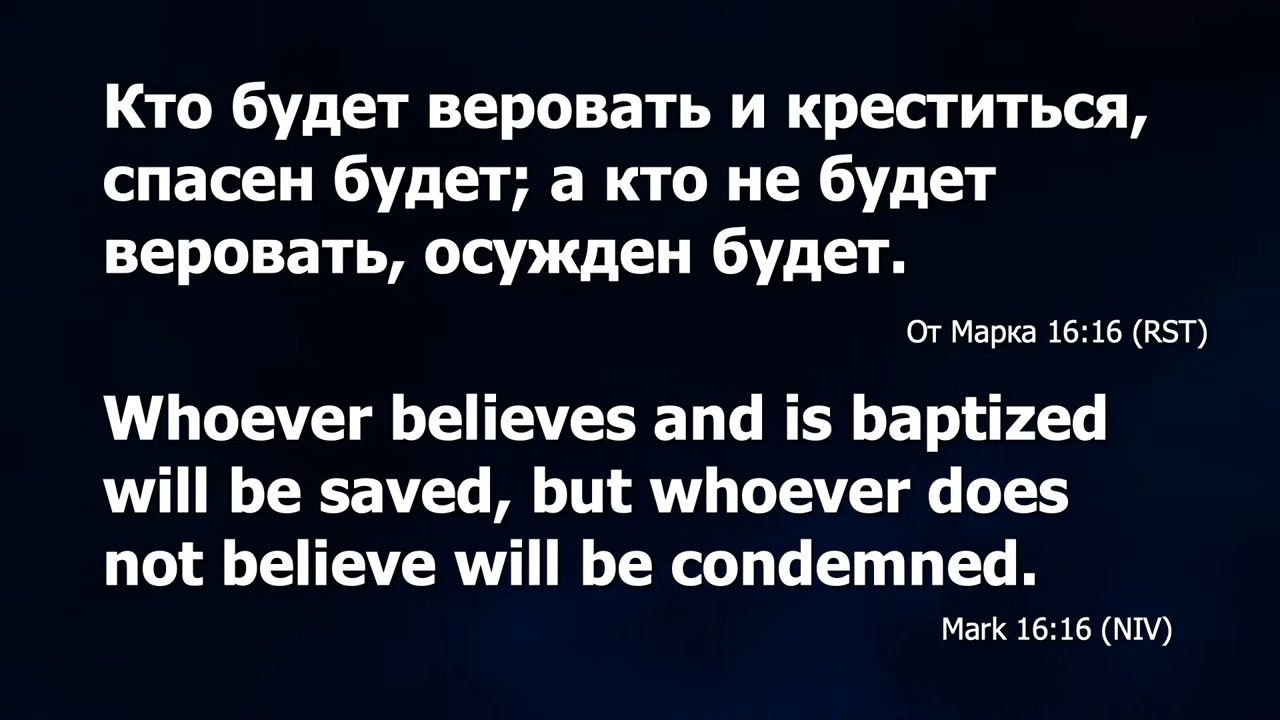 Кто будет веровать и креститься,
спасен будет; а кто не будет
веровать, осужден будет.
От Марка 16:16 (RST)
Whoever believes and is baptized
will be saved, but whoever does
not believe will be condemned.
Mark 16:16 (NIV)